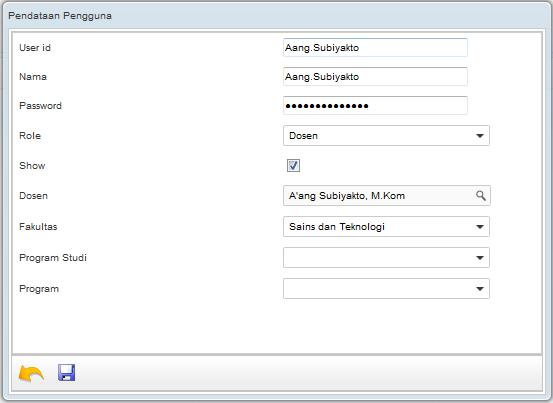 Pendataan Pengguna
User id Aang.Subiyakto
Nama Aang.Subiyakto
Password ●●●●●●●●●●●●●●
Role Dosen
Show
Dosen A'ang Subiyakto, M.Kom
Fakultas Sains dan Teknologi
Program Studi
Program